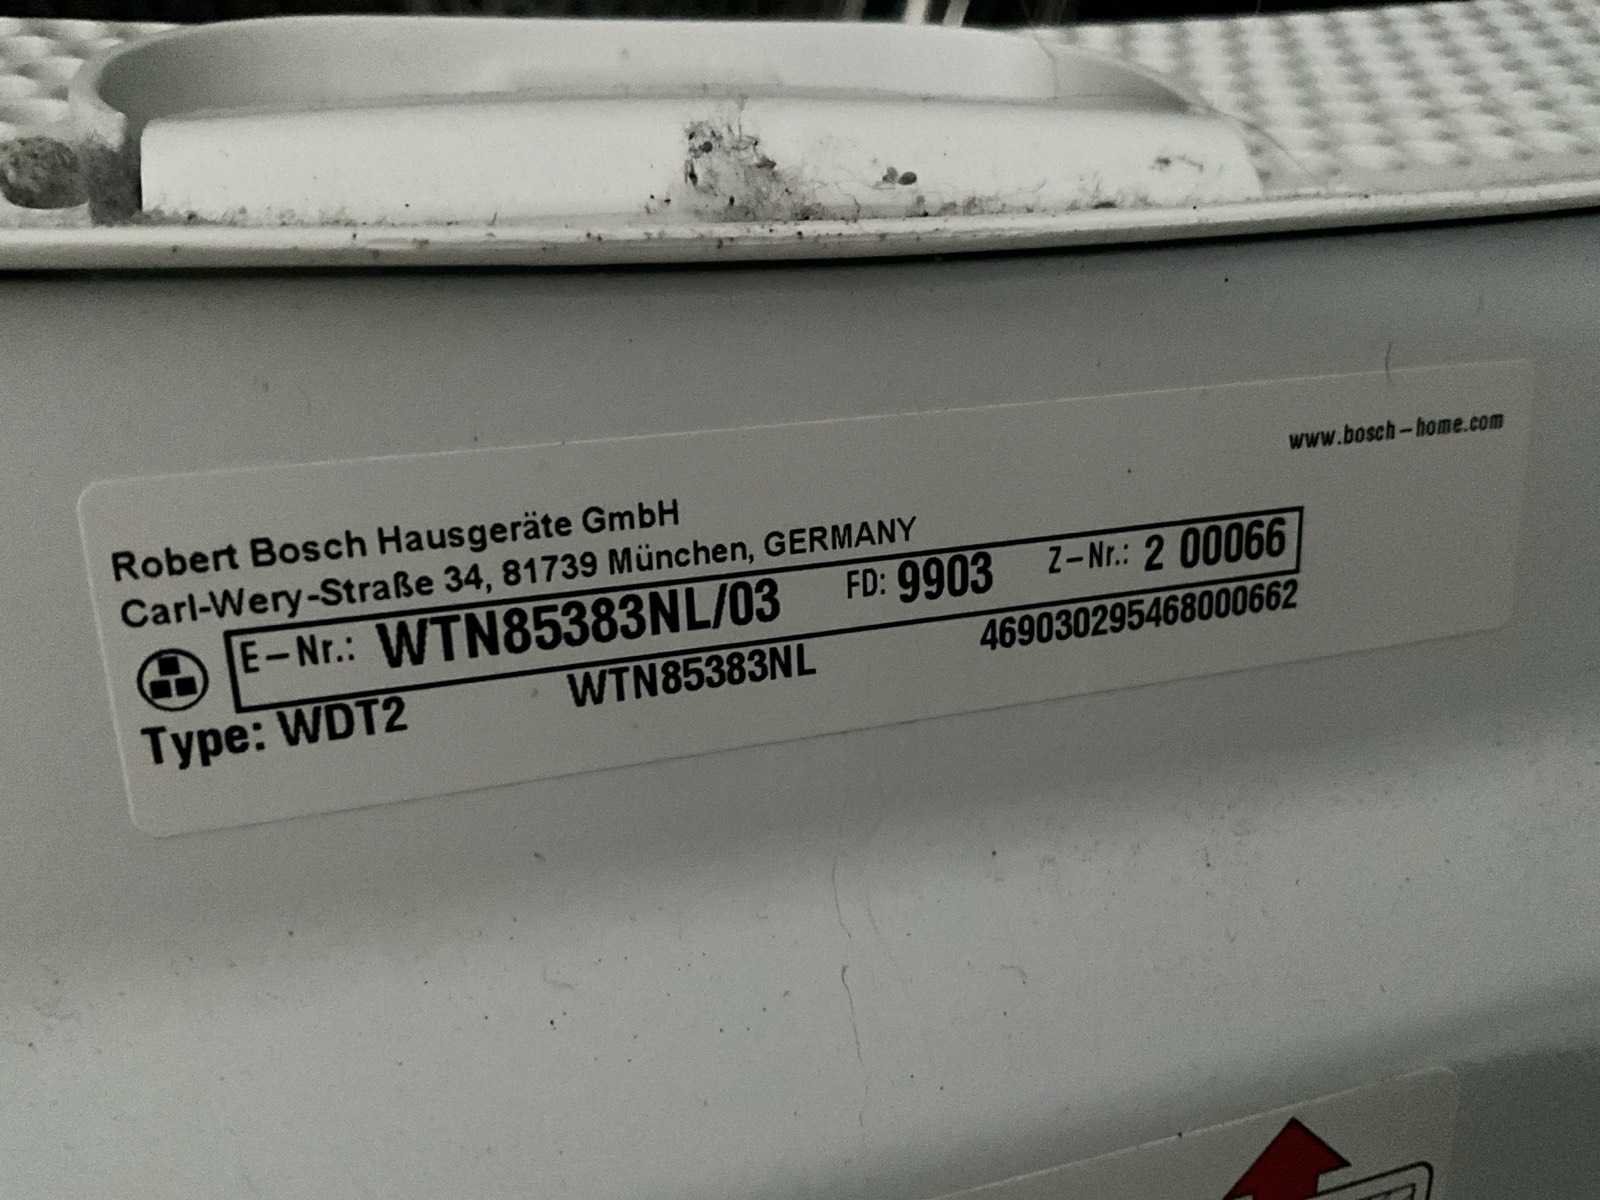 www.bosch-home.com
Robert Bosch Hausgeräte GmbH
Carl-Wery-Straße 34, 81739 München, GERMANY
E-Nr.: WTN85383NL/03 FD: 9903 Z-Nr.: 2 00066
Type: WDT2 WTN85383NL 469030295468000662